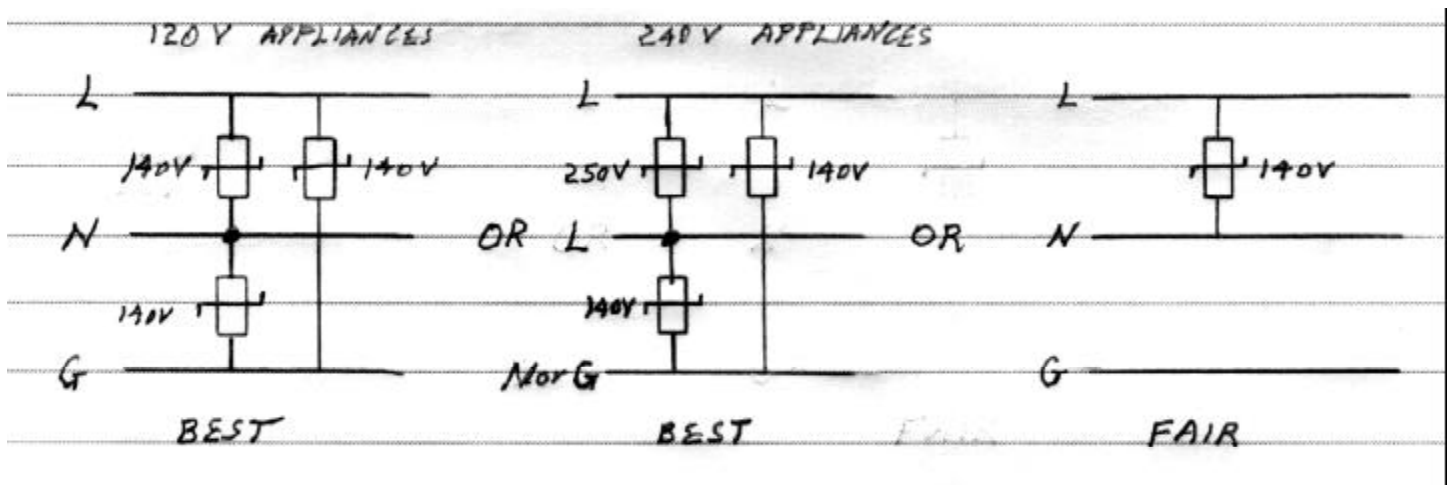 120V APPLIANCES 240V APPLIANCES
L L L
140V 140V 250V 140V 140V
N OR L OR N
140V 140V
G N or G G
BEST BEST FAIR